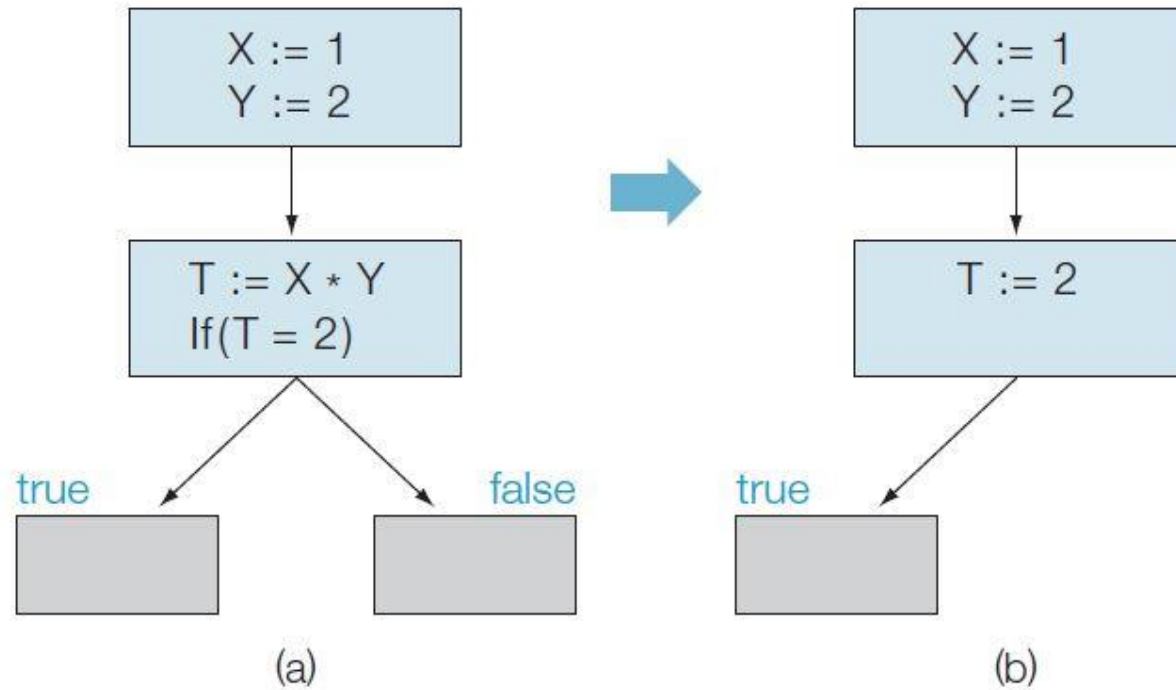 X := 1
Y := 2
T := X * Y
If(T = 2)
true
false
(a)
X := 1
Y := 2
T := 2
true
(b)